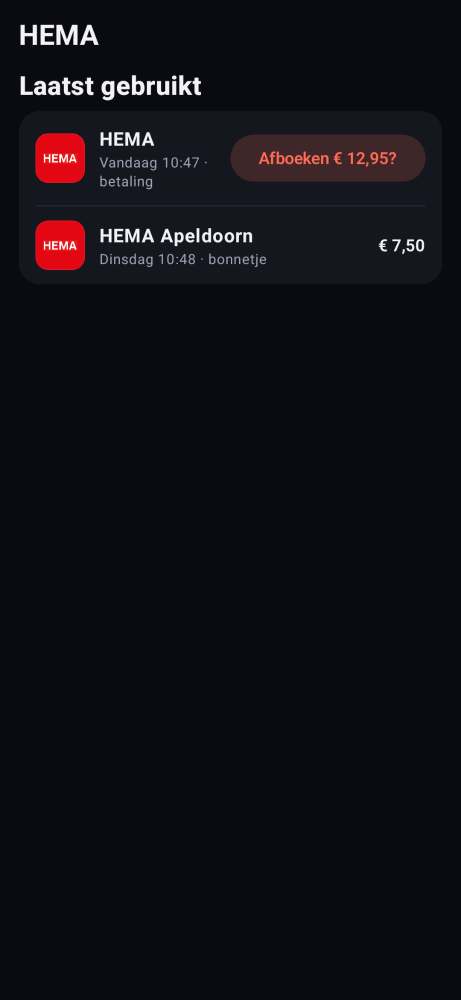 HEMA
Laatst gebruikt
HEMA
HEMA
Vandaag 10:47 ·
betaling
Afboeken € 12,95?
HEMA
HEMA Apeldoorn
Dinsdag 10:48 · bonnetje
€ 7,50